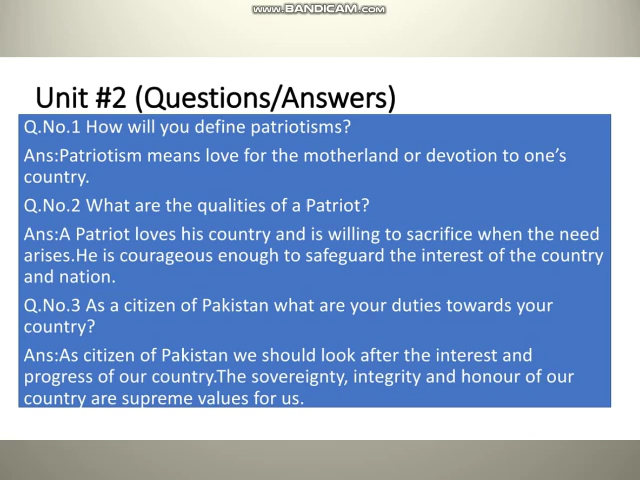 www.BANDICAM.com
Unit #2 (Questions/Answers)
Q.No.1 How will you define patriotisms?
Ans:Patriotism means love for the motherland or devotion to one’s
country.
Q.No.2 What are the qualities of a Patriot?
Ans:A Patriot loves his country and is willing to sacrifice when the need
arises.He is courageous enough to safeguard the interest of the country
and nation.
Q.No.3 As a citizen of Pakistan what are your duties towards your
country?
Ans:As citizen of Pakistan we should look after the interest and
progress of our country.The sovereignty, integrity and honour of our
country are supreme values for us.